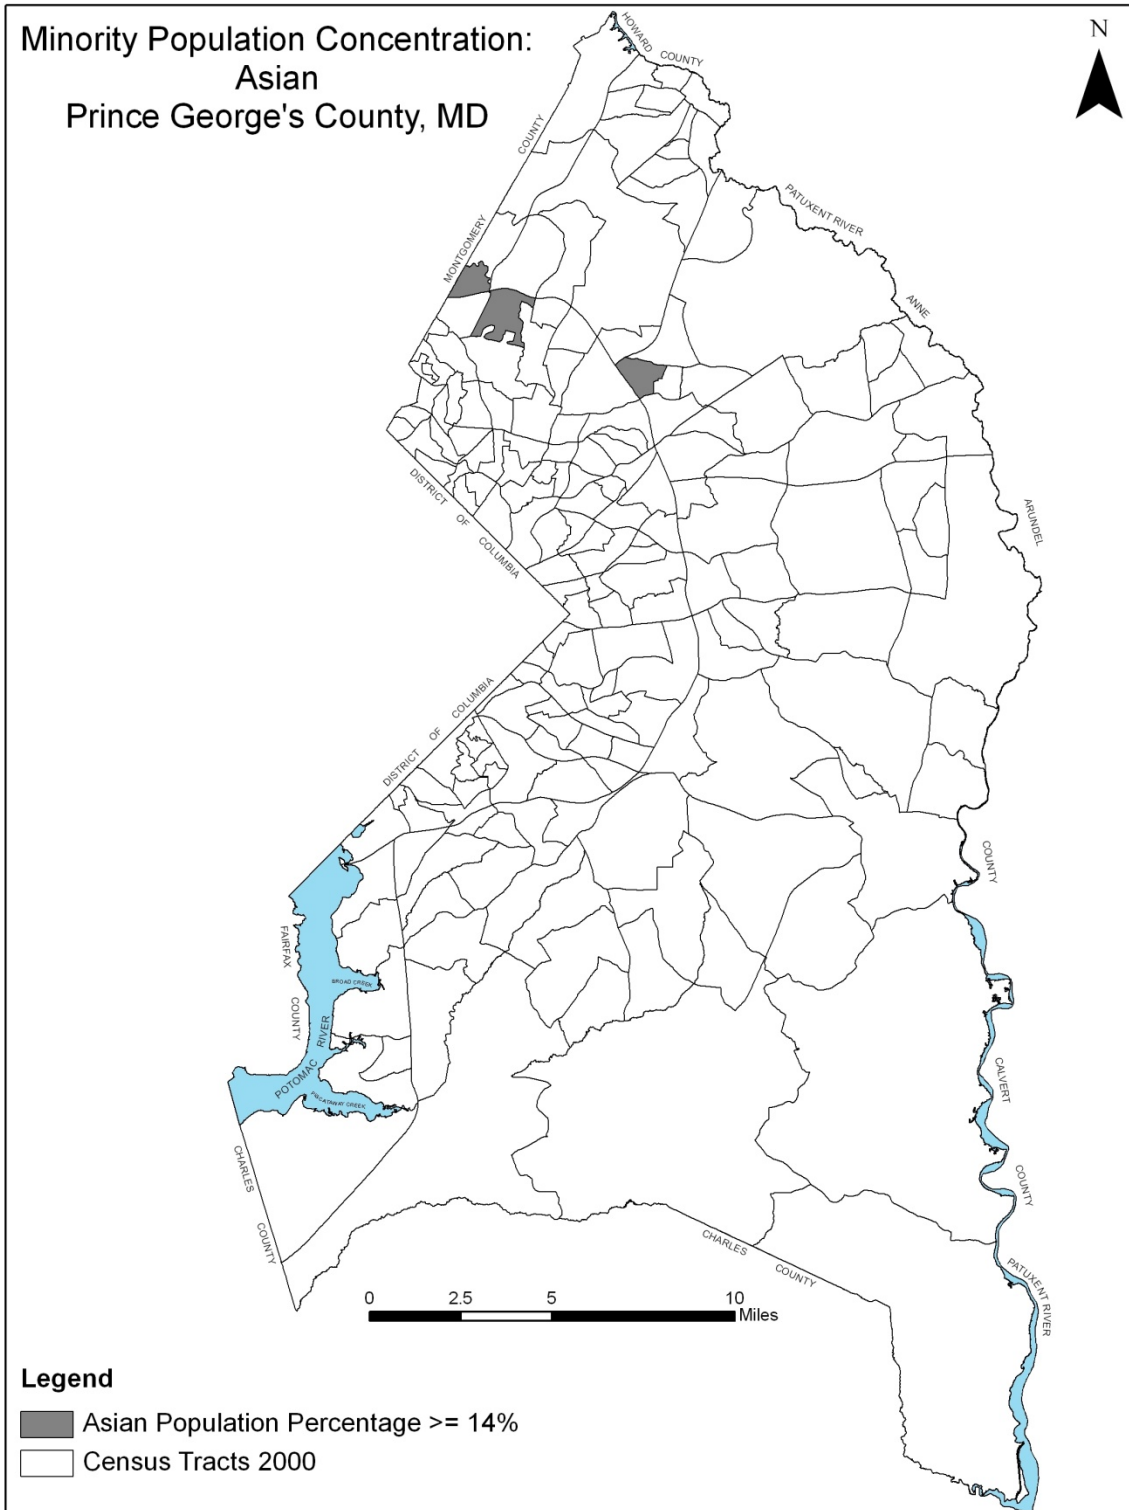 Minority Population Concentration:
Asian
Prince George's County, MD
N
HOWARD
COUNTY
COUNTY
MONTGOMERY
PATUXENT RIVER
ANNE
ARUNDEL
DISTRICT OF COLUMBIA
DISTRICT OF COLUMBIA
COUNTY
FAIRFAX
COUNTY
BROAD CREEK
POTOMAC RIVER
PISCATAWAY CREEK
CALVERT
COUNTY
CHARLES
COUNTY
CHARLES
COUNTY
PATUXENT RIVER
0 2.5 5 10
Miles
Legend
Asian Population Percentage >= 14%
Census Tracts 2000